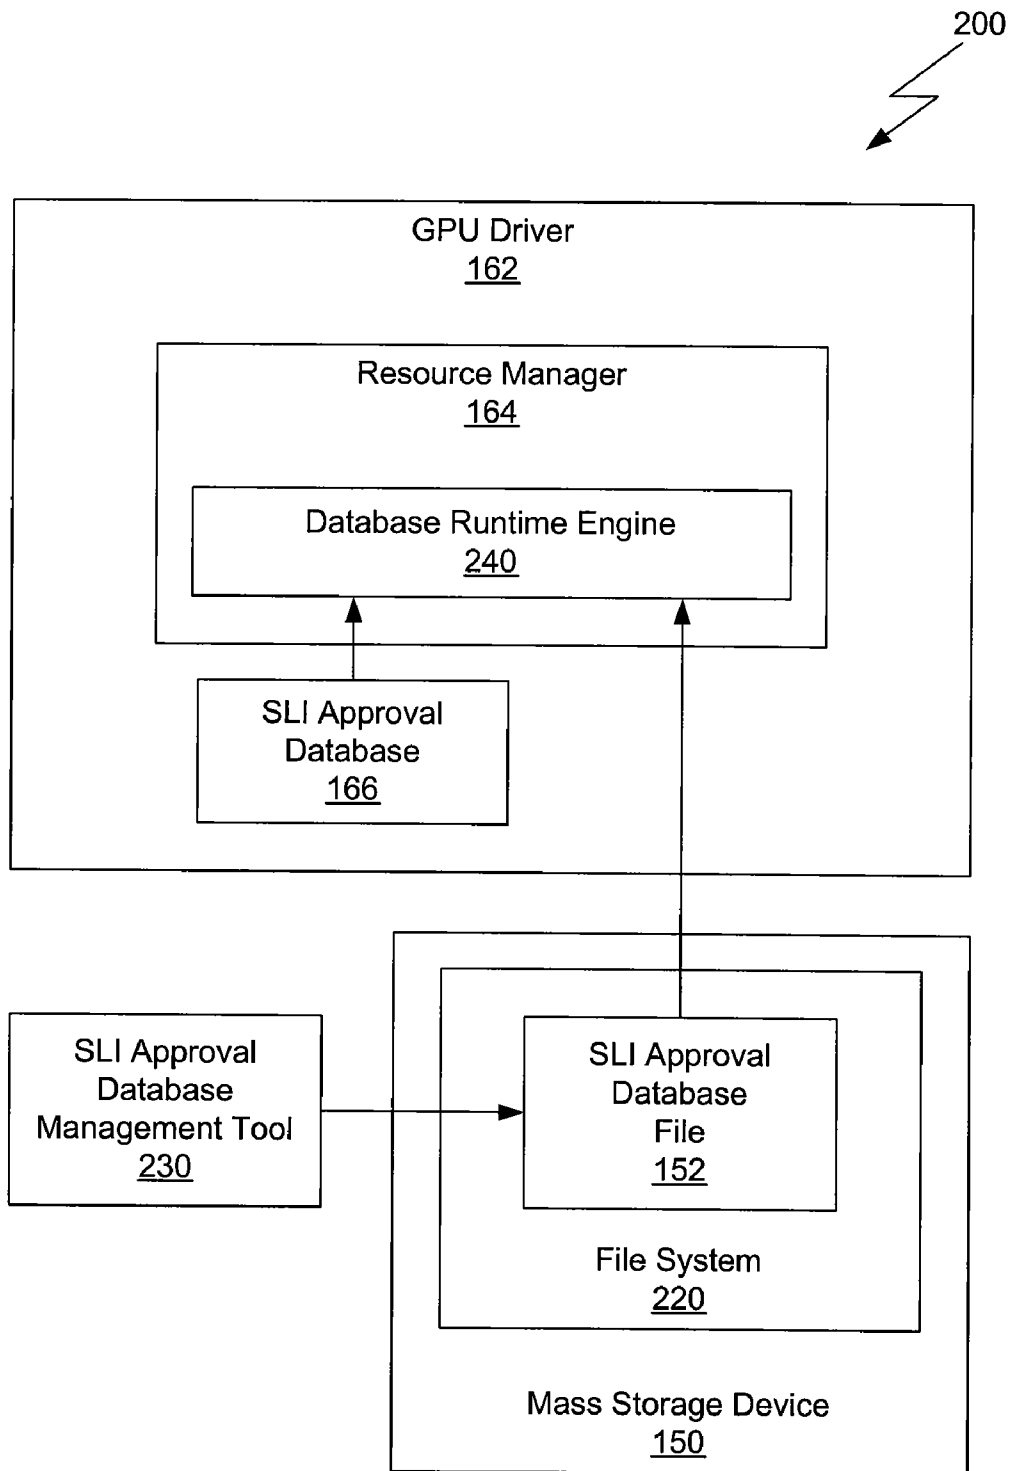 200
GPU Driver
162
Resource Manager
164
Database Runtime Engine
240
SLI Approval
Database
166
SLI Approval
Database
Management Tool
230
SLI Approval
Database
File
152
File System
220
Mass Storage Device
150